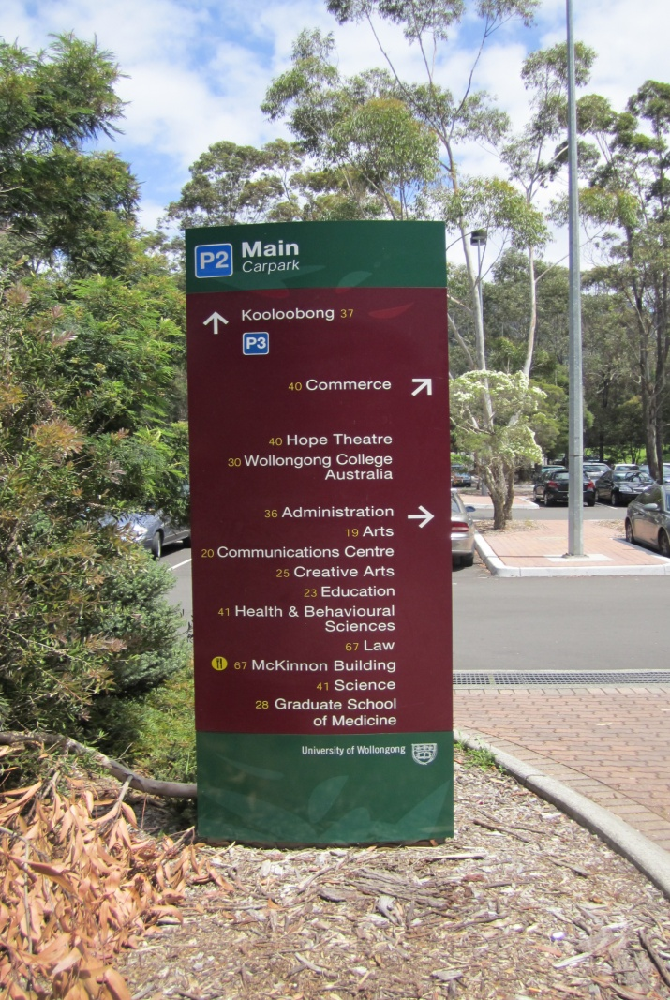 P2 Main
Carpark
Kooloobong 37
P3
40 Commerce
40 Hope Theatre
30 Wollongong College
Australia
36 Administration
19 Arts
20 Communications Centre
25 Creative Arts
23 Education
41 Health & Behavioural
Sciences
67 Law
67 McKinnon Building
41 Science
28 Graduate School
of Medicine
University of Wollongong